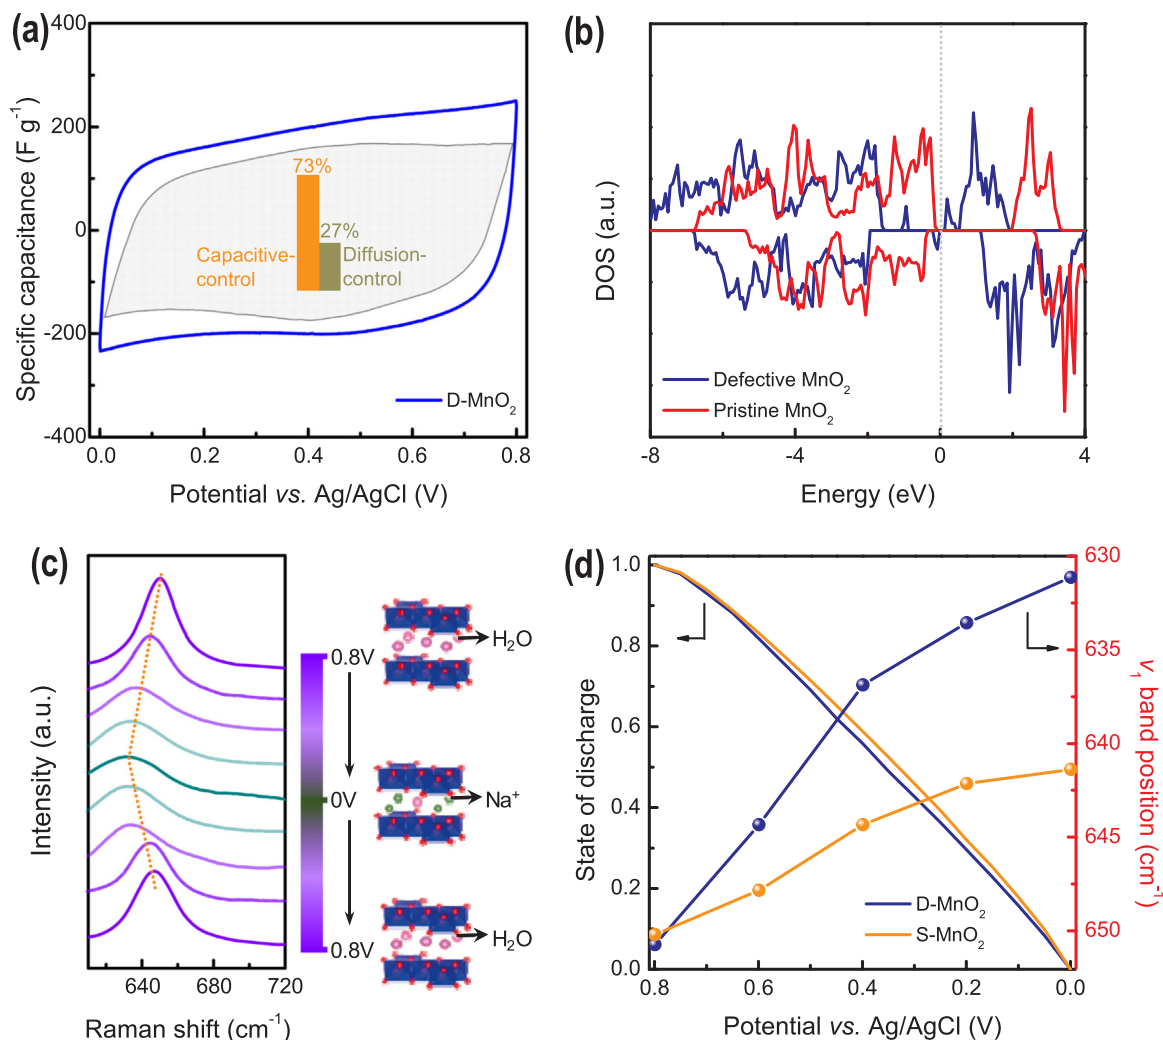 (a)
400
200
0
-200
-400
Specific capacitance (F g⁻¹)
73%
27%
Capacitive-
control
Diffusion-
control
D-MnO₂
0.0 0.2 0.4 0.6 0.8
Potential vs. Ag/AgCl (V)
(b)
DOS (a.u.)
Defective MnO₂
Pristine MnO₂
-8 -4 0 4
Energy (eV)
(c)
Intensity (a.u.)
640 680 720
Raman shift (cm⁻¹)
0.8V
0V
0.8V
H₂O
Na⁺
H₂O
(d)
1.0
0.8
0.6
0.4
0.2
0.0
State of discharge
630
635
640
645
650
ν₁ band position (cm⁻¹)
D-MnO₂
S-MnO₂
0.8 0.6 0.4 0.2 0.0
Potential vs. Ag/AgCl (V)